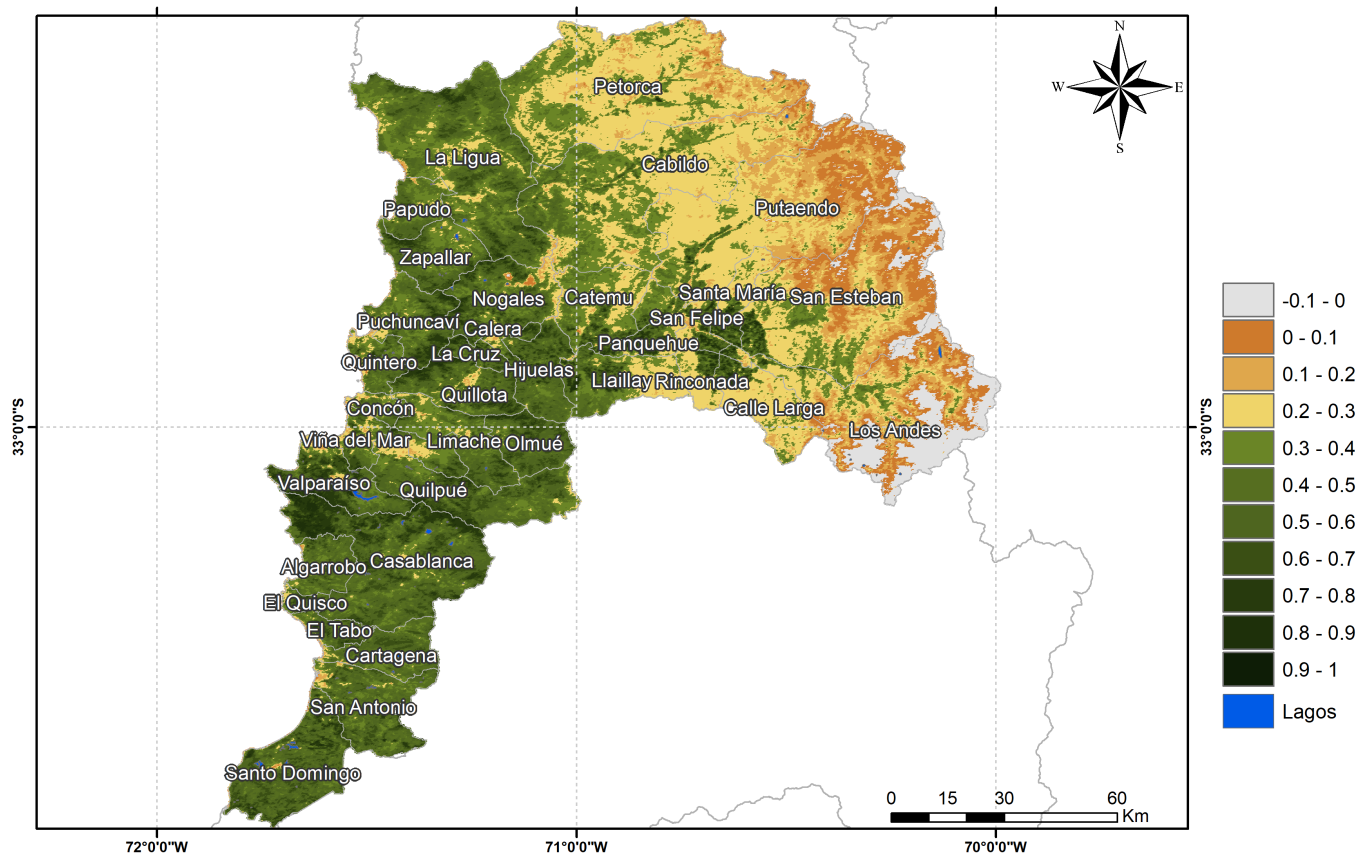 N
W
E
S
Petorca
La Ligua
Cabildo
Papudo
Putaendo
Zapallar
Nogales
Catemu
Santa María
San Esteban
Puchuncaví
Calera
San Felipe
Quintero
La Cruz
Panquehue
Hijuelas
Llaillay
Rinconada
Quillota
Concón
Calle Larga
Viña del Mar
Limache
Olmué
Los Andes
Valparaíso
Quilpué
Algarrobo
Casablanca
El Quisco
El Tabo
Cartagena
San Antonio
Santo Domingo
33°0'0"S
33°0'0"S
72°0'0"W
71°0'0"W
70°0'0"W
0
15
30
60
Km
-0.1 - 0
0 - 0.1
0.1 - 0.2
0.2 - 0.3
0.3 - 0.4
0.4 - 0.5
0.5 - 0.6
0.6 - 0.7
0.7 - 0.8
0.8 - 0.9
0.9 - 1
Lagos